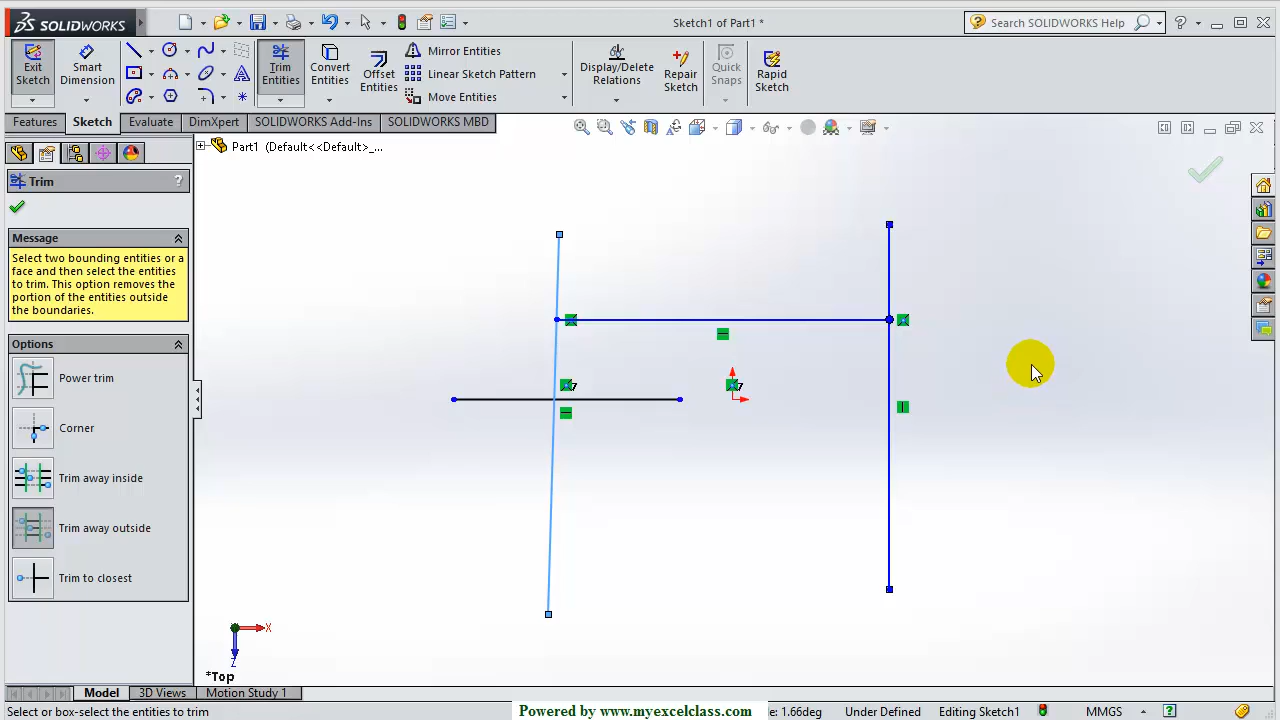 SOLIDWORKS
Sketch1 of Part1 *
Search SOLIDWORKS Help
Exit Sketch
Smart Dimension
Trim Entities
Convert Entities
Offset Entities
Mirror Entities
Linear Sketch Pattern
Move Entities
Display/Delete Relations
Repair Sketch
Quick Snaps
Rapid Sketch
Features
Sketch
Evaluate
DimXpert
SOLIDWORKS Add-Ins
SOLIDWORKS MBD
Part1 (Default<<Default>_...
Trim
?
Message
Select two bounding entities or a
face and then select the entities
to trim. This option removes the
portion of the entities outside
the boundaries.
Options
Power trim
Corner
Trim away inside
Trim away outside
Trim to closest
7
7
X
Z
*Top
Model
3D Views
Motion Study 1
Select or box-select the entities to trim
Powered by www.myexcelclass.com
e: 1.66deg
Under Defined
Editing Sketch1
MMGS